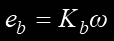 e_b = K_b ω